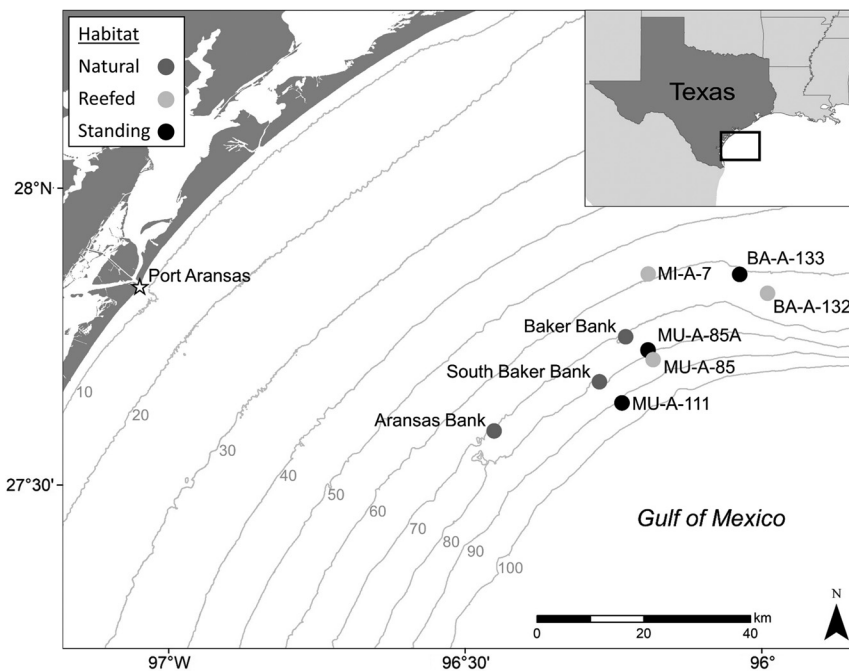 Habitat
Natural
Reefed
Standing
Texas
28°N
Port Aransas
BA-A-133
MI-A-7
BA-A-132
Baker Bank
MU-A-85A
MU-A-85
South Baker Bank
MU-A-111
Aransas Bank
10
20
30
40
50
60
70
80
90
100
27°30'
Gulf of Mexico
N
km
0 10 20 40
97°W
96°30'
96°